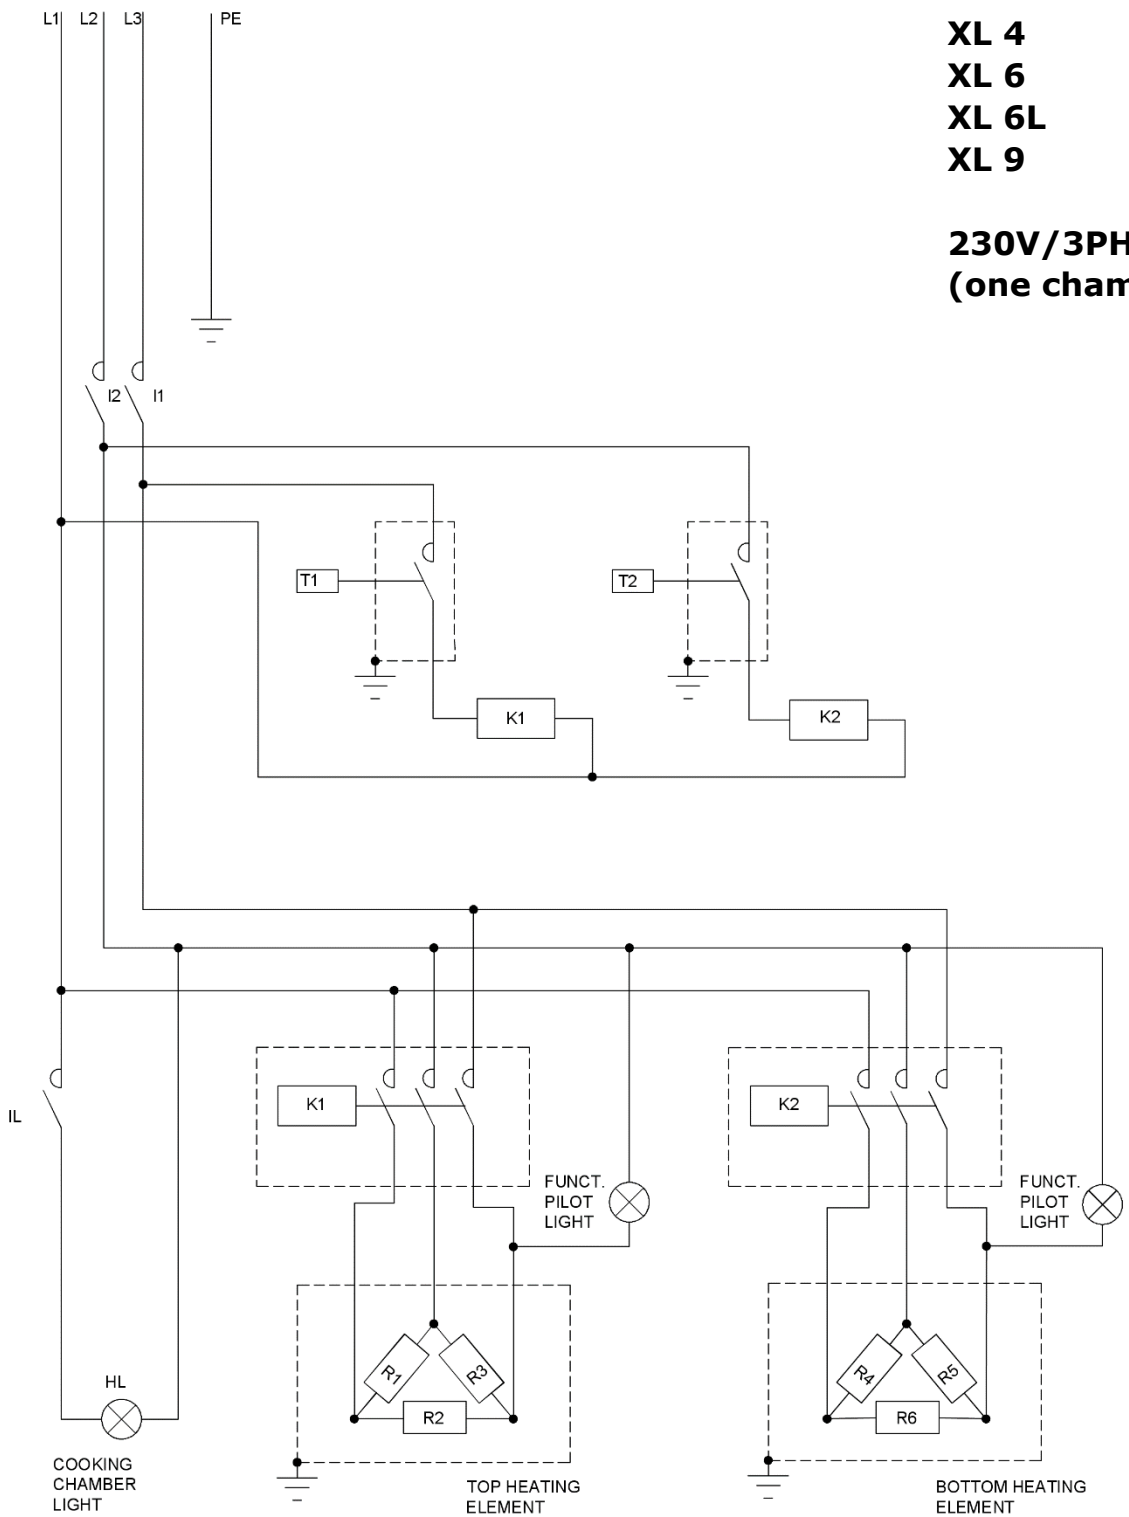 L1 L2 L3 PE
XL 4
XL 6
XL 6L
XL 9
230V/3PH
(one cham
I2 I1
T1 T2
K1 K2
IL
K1 K2
FUNCT.
PILOT
LIGHT
FUNCT.
PILOT
LIGHT
R1 R3 R4 R5
R2 R6
HL
COOKING
CHAMBER
LIGHT
TOP HEATING
ELEMENT
BOTTOM HEATING
ELEMENT